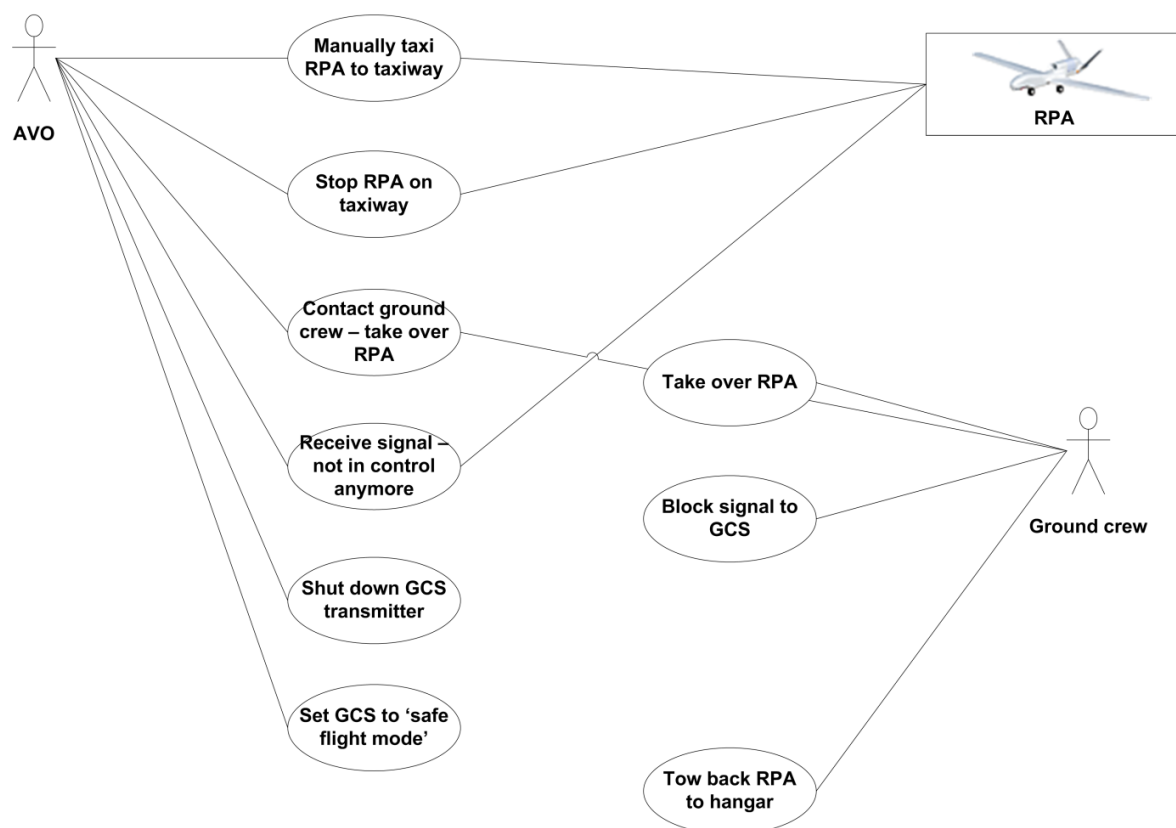 Manually taxi
RPA to taxiway
RPA
AVO
Stop RPA on
taxiway
Contact ground
crew – take over
RPA
Take over RPA
Receive signal –
not in control
anymore
Block signal to
GCS
Ground crew
Shut down GCS
transmitter
Set GCS to ‘safe
flight mode’
Tow back RPA
to hangar